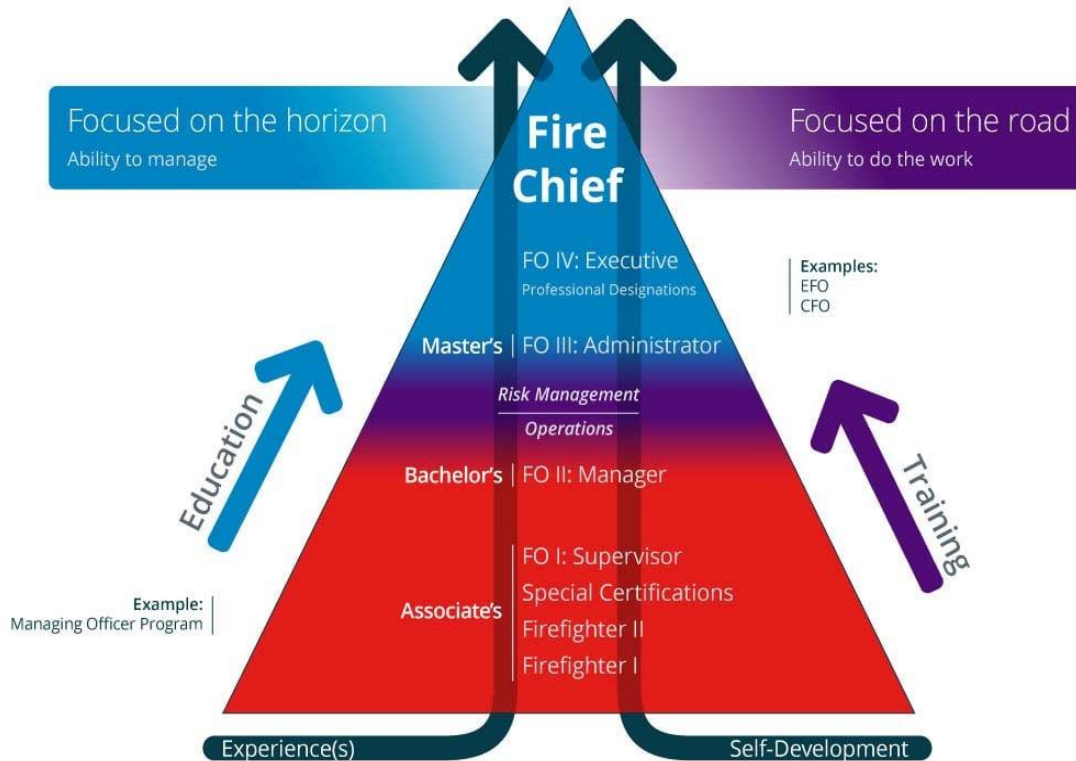 Focused on the horizon
Ability to manage
Focused on the road
Ability to do the work
Fire
Chief
FO IV: Executive
Professional Designations
Examples:
EFO
CFO
Master's | FO III: Administrator
Risk Management
Operations
Education
Training
Bachelor's | FO II: Manager
FO I: Supervisor
Special Certifications
Associate's
Firefighter II
Firefighter I
Example:
Managing Officer Program
Experience(s)
Self-Development